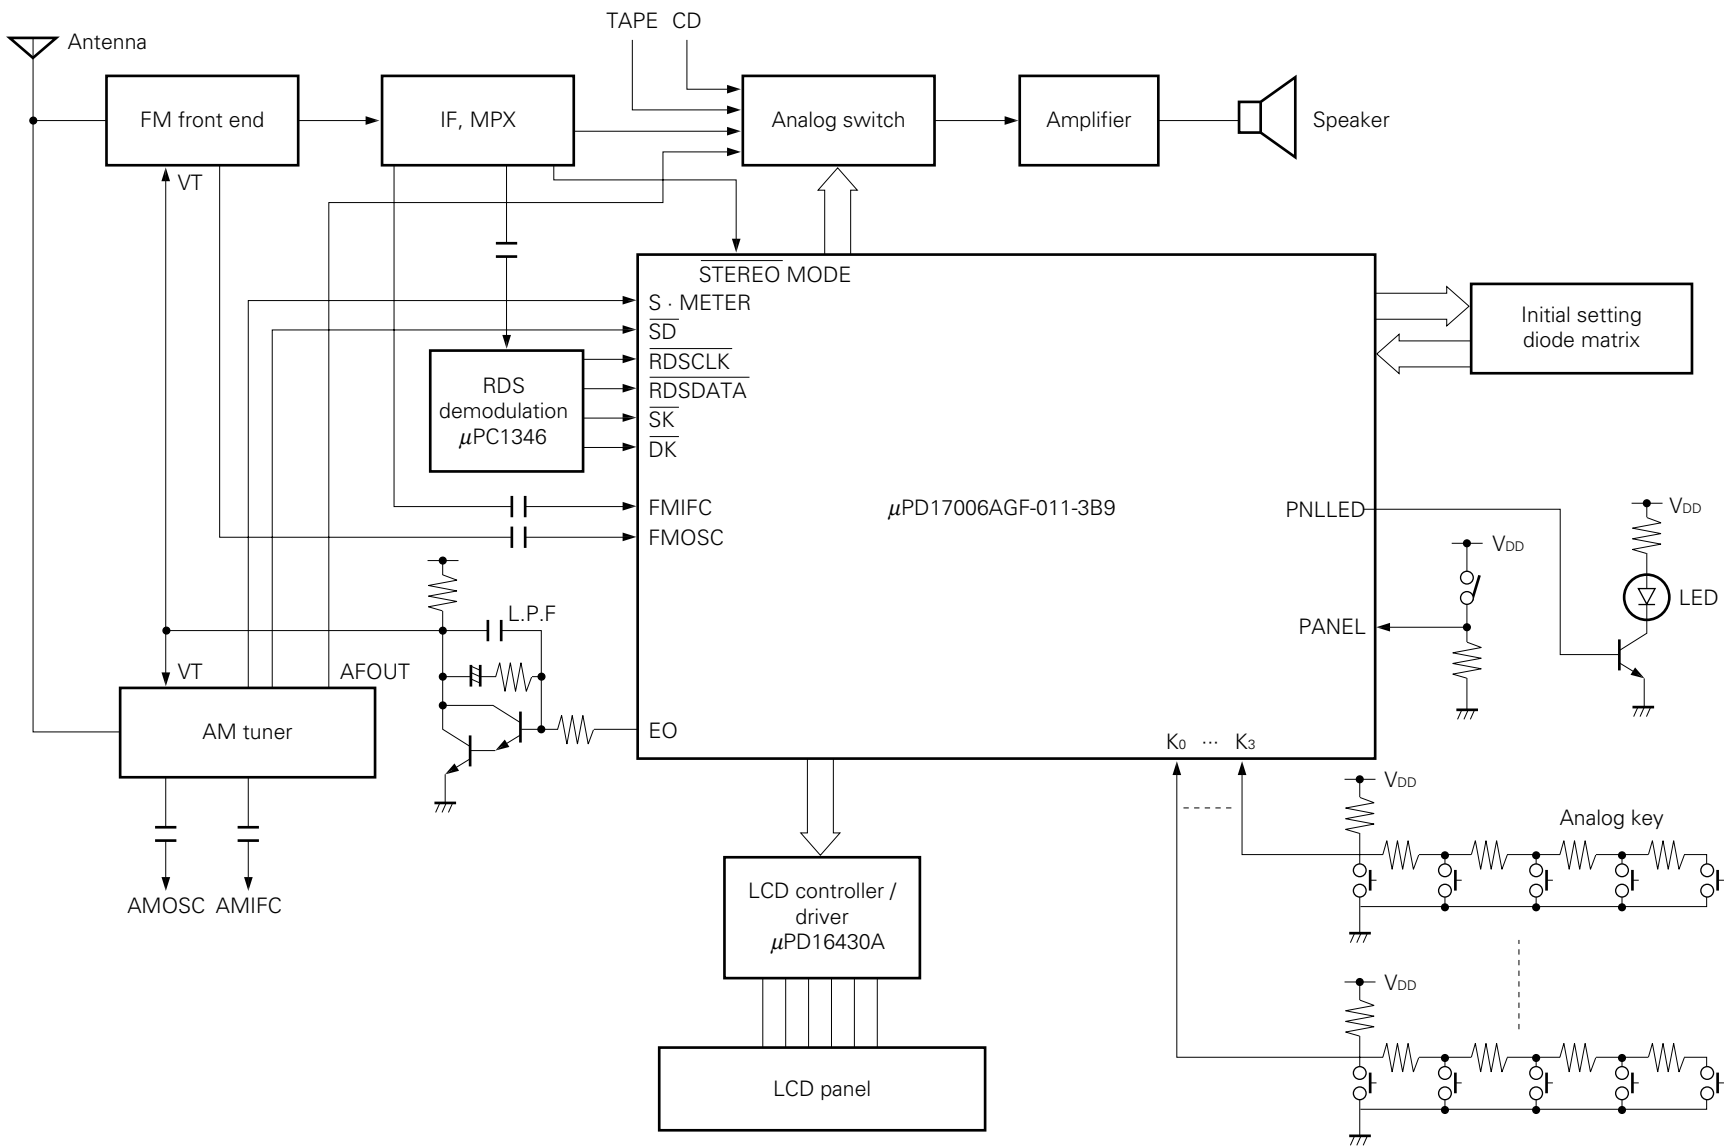 TAPE CD
Antenna
FM front end
IF, MPX
Analog switch
Amplifier
Speaker
VT
STEREO MODE
S · METER
SD
RDSCLK
RDSDATA
SK
DK
RDS
demodulation
μPC1346
Initial setting
diode matrix
FMIFC
FMOSC
μPD17006AGF-011-3B9
PNLLED
VDD
VDD
LED
L.P.F
PANEL
VT
AFOUT
AM tuner
EO
K0 ... K3
VDD
Analog key
AMOSC AMIFC
LCD controller /
driver
μPD16430A
VDD
LCD panel